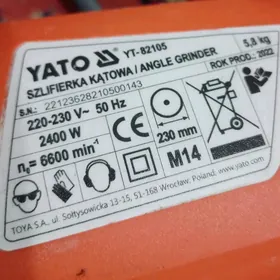 YATO YT-82105 5,8 kg
SZLIFIERKA KĄTOWA / ANGLE GRINDER ROK PROD.: 2022
S.N.: 22123628210500143
220-230 V~ 50 Hz
2400 W
n₀= 6600 min⁻¹
230 mm
M14
TOYA S.A., ul. Sołtysowicka 13-15, 51-168 Wrocław; Poland; www.yato.com